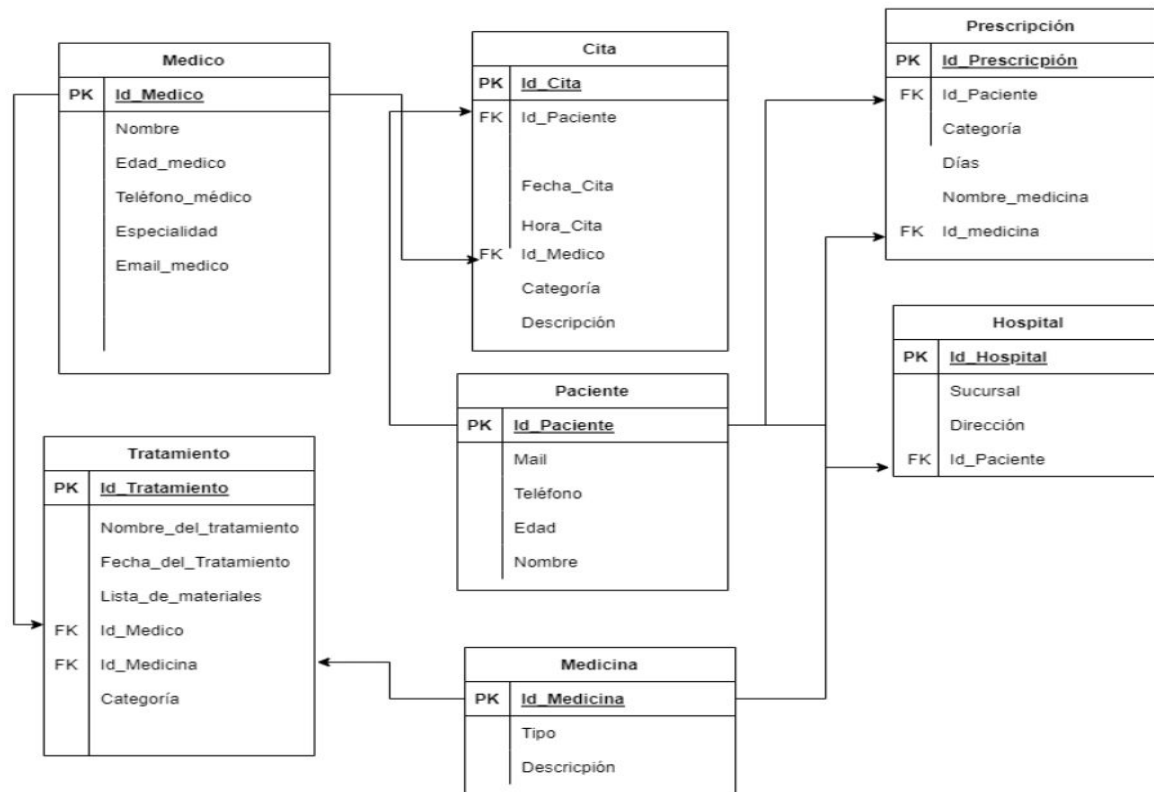 Medico
PK Id_Medico
Nombre
Edad_medico
Teléfono_médico
Especialidad
Email_medico
Cita
PK Id_Cita
FK Id_Paciente
Fecha_Cita
Hora_Cita
FK Id_Medico
Categoría
Descripción
Prescripción
PK Id_Prescricpión
FK Id_Paciente
Categoría
Días
Nombre_medicina
FK Id_medicina
Hospital
PK Id_Hospital
Sucursal
Dirección
FK Id_Paciente
Paciente
PK Id_Paciente
Mail
Teléfono
Edad
Nombre
Tratamiento
PK Id_Tratamiento
Nombre_del_tratamiento
Fecha_del_Tratamiento
Lista_de_materiales
FK Id_Medico
FK Id_Medicina
Categoría
Medicina
PK Id_Medicina
Tipo
Descricpión